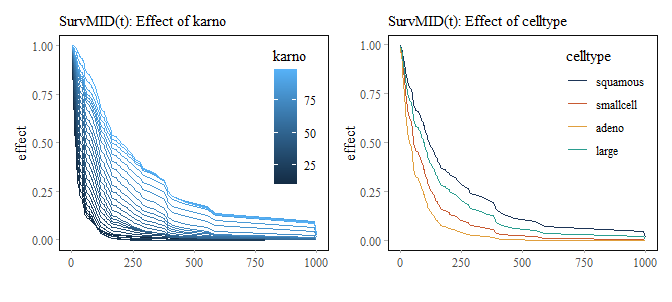 SurvMID(t): Effect of karno
1.00
0.75
0.50
0.25
0.00
effect
0
250
500
750
1000
karno
75
50
25
SurvMID(t): Effect of celltype
1.00
0.75
0.50
0.25
0.00
effect
0
250
500
750
1000
celltype
squamous
smallcell
adeno
large